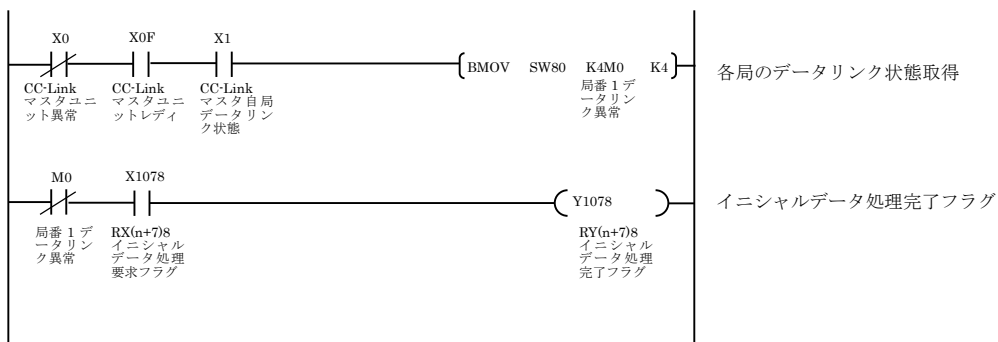 X0 X0F X1
BMOV SW80 K4M0 K4
各局のデータリンク状態取得
CC-Link
マスタユニ
ット異常
CC-Link
マスタユニ
ットレディ
CC-Link
マスタ自局
データリン
ク状態
局番1デ
ータリン
ク異常
M0 X1078
Y1078
イニシャルデータ処理完了フラグ
局番1デ
ータリン
ク異常
RX(n+7)8
イニシャル
データ処理
要求フラグ
RY(n+7)8
イニシャル
データ処理
完了フラグ